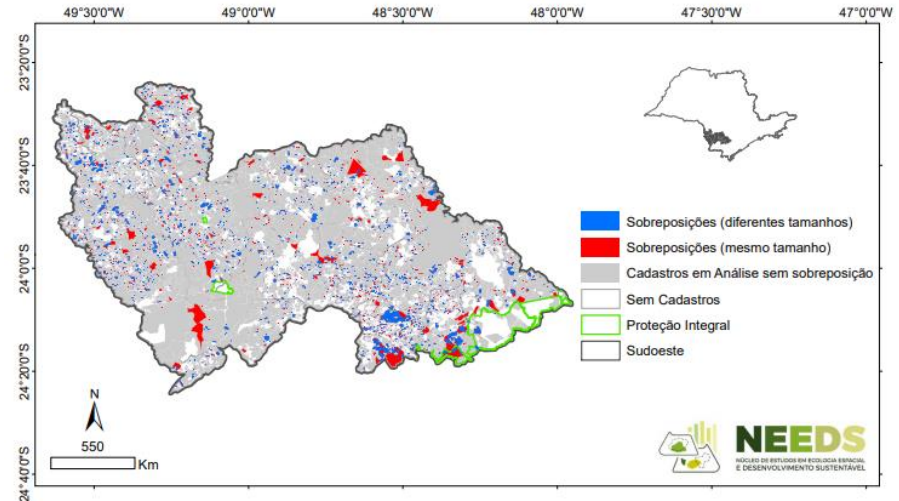 49°30'0"W 49°0'0"W 48°30'0"W 48°0'0"W 47°30'0"W 47°0'0"W
23°20'0"S
23°40'0"S
24°0'0"S
24°20'0"S
24°40'0"S
Sobreposições (diferentes tamanhos)
Sobreposições (mesmo tamanho)
Cadastros em Análise sem sobreposição
Sem Cadastros
Proteção Integral
Sudoeste
N
550
Km
NEEDS
NÚCLEO DE ESTUDOS EM ECOLOGIA ESPACIAL
E DESENVOLVIMENTO SUSTENTÁVEL